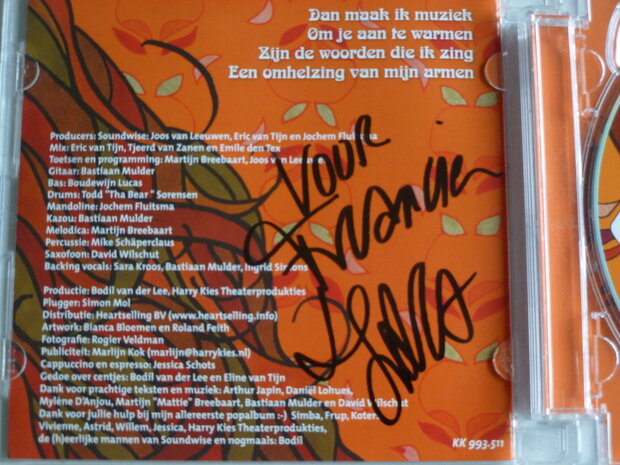 Dan maak ik muziek
Om je aan te warmen
Zijn de woorden die ik zing
Een omhelzing van mijn armen
Producers: Soundwise: Joos van Leeuwen, Eric van Tijn en Jochem Fluitsma
Mix: Eric van Tijn, Tjeerd van Zanen en Emile den Tex
Toetsen en programming: Martijn Breebaart, Joos van Leeuwen
Gitaar: Bastiaan Mulder
Bas: Boudewijn Lucas
Drums: Todd "Tha Bear" Sorensen
Mandoline: Jochem Fluitsma
Kazou: Bastiaan Mulder
Melodica: Martijn Breebaart
Percussie: Mike Schäperclaus
Saxofoon: David Wilschut
Backing vocals: Sara Kroos, Bastiaan Mulder, Ingrid Simons
VOOR
Francien
Sara
Productie: Bodil van der Lee, Harry Kies Theaterprodukties
Plugger: Simon Mol
Distributie: Heartselling BV (www.heartselling.info)
Artwork: Bianca Bloemen en Roland Feith
Fotografie: Rogier Veldman
Publiciteit: Marlijn Kok (marlijn@harrykies.nl)
Cappuccino en espresso: Jessica Schots
Gedoe over centjes: Bodil van der Lee en Eline van Tijn
Dank voor prachtige teksten en muziek: Arthur Japin, Daniël Lohues,
Mylène D'Anjou, Martijn "Mattie" Breebaart, Bastiaan Mulder en David Wilschut
Dank voor jullie hulp bij mijn allereerste popalbum :-) Simba, Frup, Koter,
Vivienne, Astrid, Willem, Jessica, Harry Kies Theaterprodukties,
de (h)eerlijke mannen van Soundwise en nogmaals: Bodil
KK 993.511